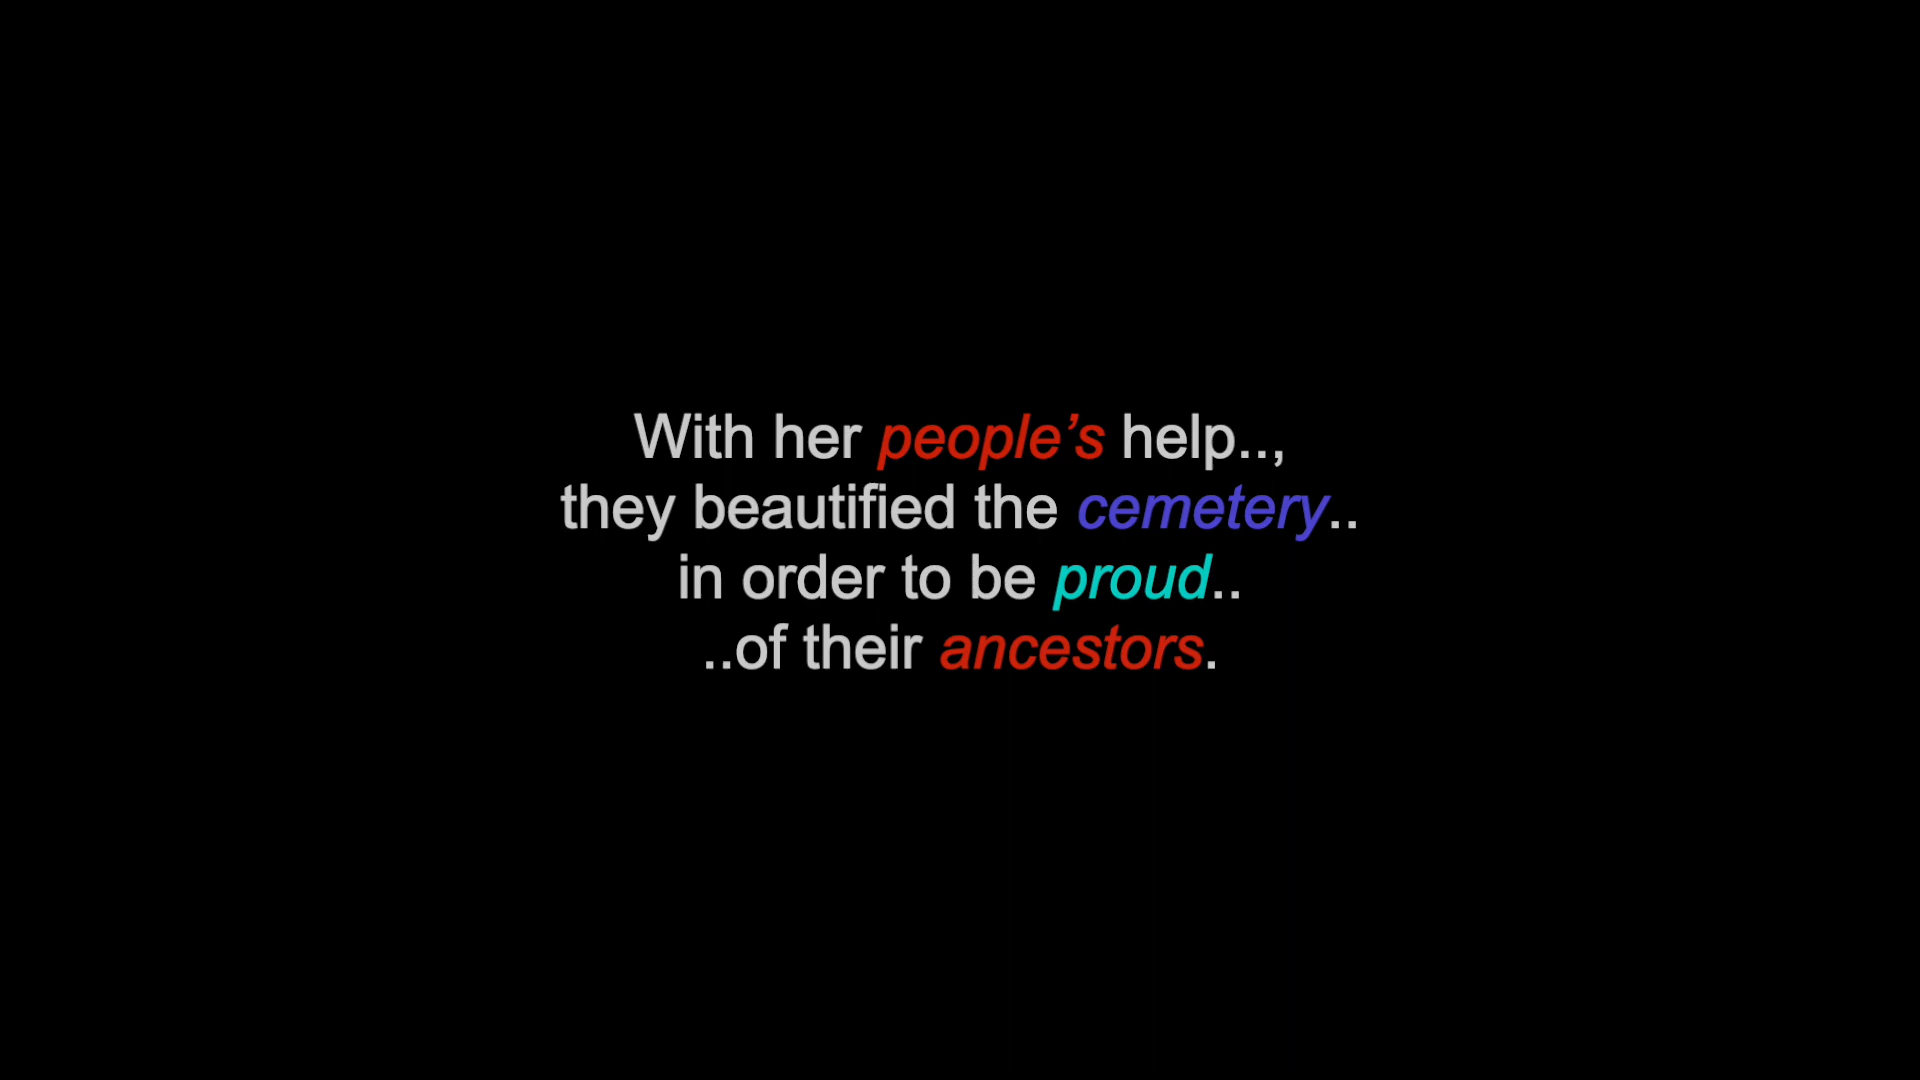 With her people’s help..,
they beautified the cemetery..
in order to be proud..
..of their ancestors.